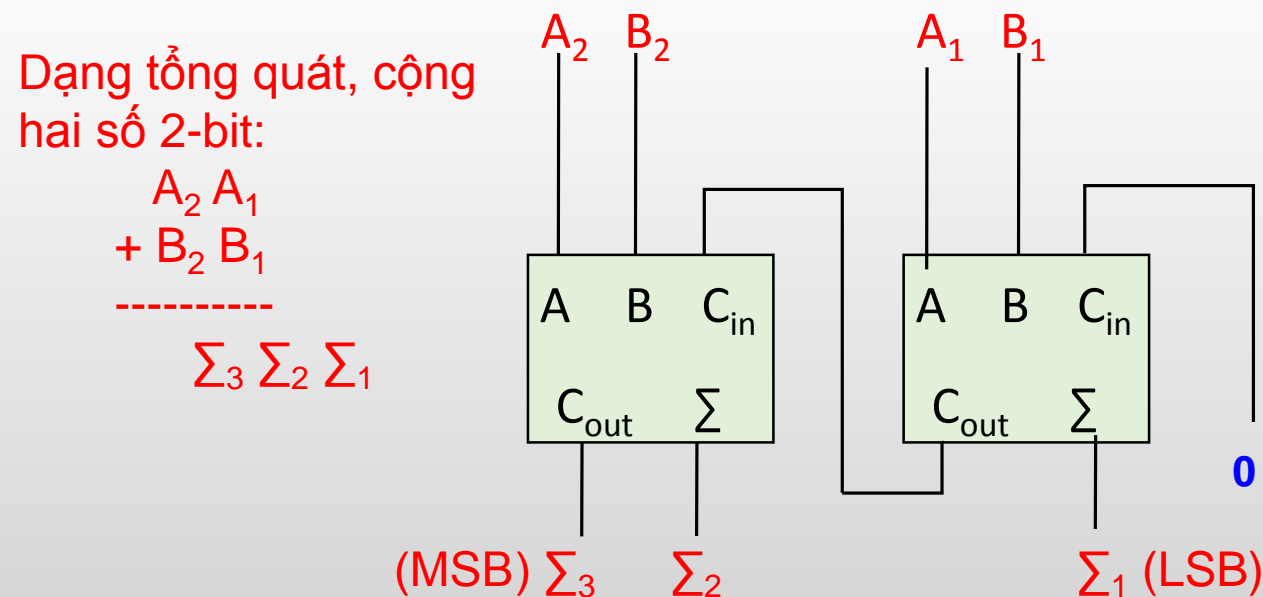 Dạng tổng quát, cộng
hai số 2-bit:
A₂ A₁
+ B₂ B₁
----------
∑₃ ∑₂ ∑₁
A₂ B₂ A₁ B₁
A B Cᵢₙ A B Cᵢₙ
Cₒᵤₜ ∑ Cₒᵤₜ ∑
0
(MSB) ∑₃ ∑₂ ∑₁ (LSB)